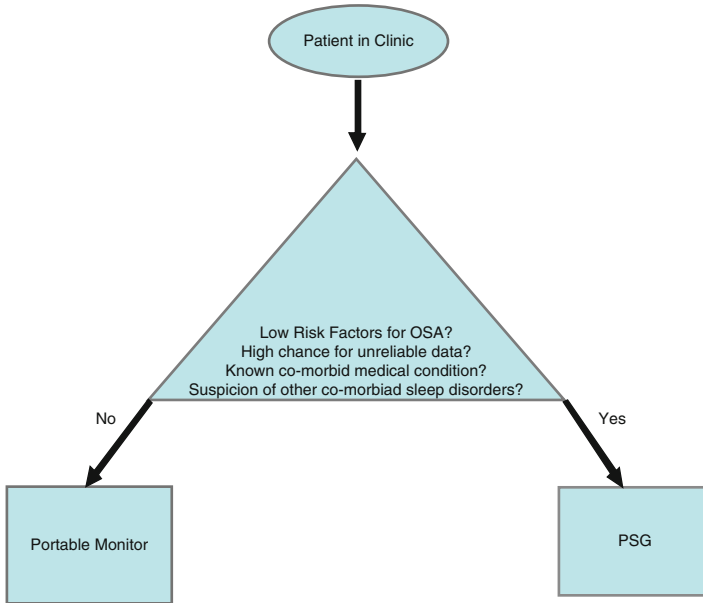 Patient in Clinic
Low Risk Factors for OSA?
High chance for unreliable data?
Known co-morbid medical condition?
Suspicion of other co-morbiad sleep disorders?
No
Yes
Portable Monitor
PSG